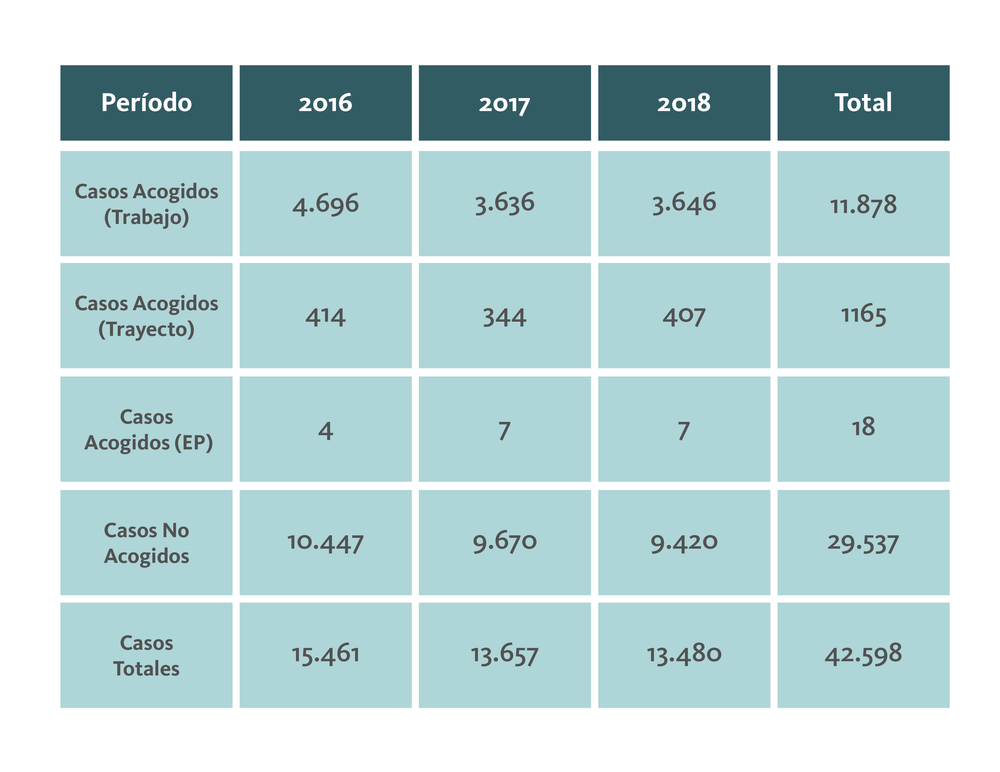 Período 2016 2017 2018 Total
Casos Acogidos
(Trabajo) 4.696 3.636 3.646 11.878
Casos Acogidos
(Trayecto) 414 344 407 1165
Casos
Acogidos (EP) 4 7 7 18
Casos No
Acogidos 10.447 9.670 9.420 29.537
Casos
Totales 15.461 13.657 13.480 42.598